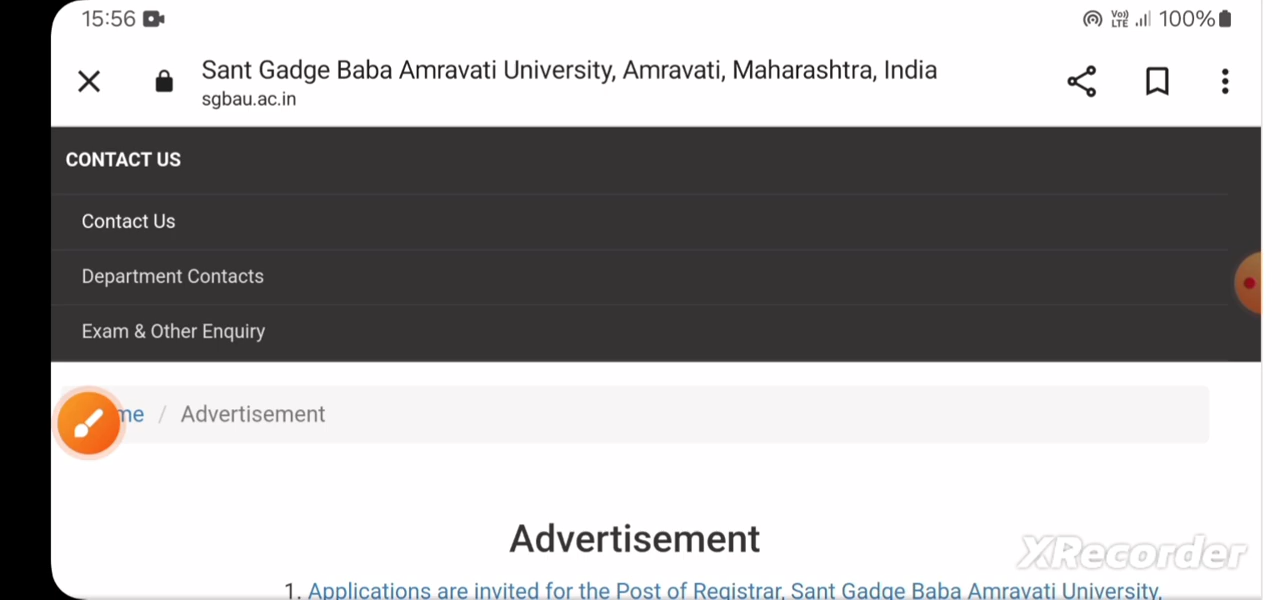 15:56 Vo)) LTE 100%
Sant Gadge Baba Amravati University, Amravati, Maharashtra, India
sgbau.ac.in
CONTACT US
Contact Us
Department Contacts
Exam & Other Enquiry
me / Advertisement
Advertisement
XRecorder
1. Applications are invited for the Post of Registrar, Sant Gadge Baba Amravati University,